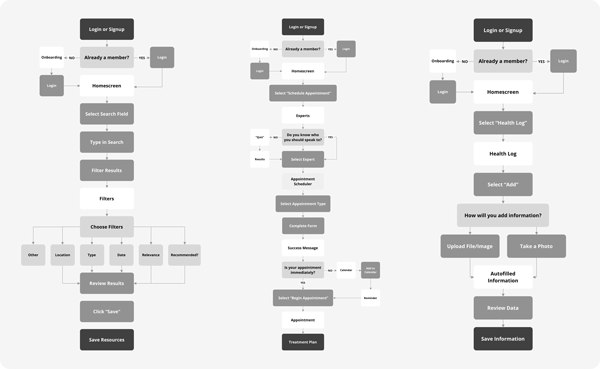 Login or Signup
Already a member?
Onboarding
NO
YES
Login
Login
Homescreen
Select Search Field
Type in Search
Filter Results
Filters
Choose Filters
Other
Location
Type
Date
Relevance
Recommended?
Review Results
Click "Save"
Save Resources
Login or Signup
Already a member?
Onboarding
NO
YES
Login
Login
Homescreen
Select "Schedule Appointment"
Experts
Do you know who
you should speak to?
NO
YES
Results
Select Expert
Appointment
Scheduler
Select Appointment Type
Complete Form
Success Message
Is your appointment
immediately?
NO
Calendar
Add to
Calendar
YES
Reminder
Select "Begin Appointment"
Appointment
Treatment Plan
Login or Signup
Already a member?
Onboarding
NO
YES
Login
Login
Homescreen
Select "Health Log"
Health Log
Select "Add"
How will you add information?
Upload File/Image
Take a Photo
Autofilled
Information
Review Data
Save Information